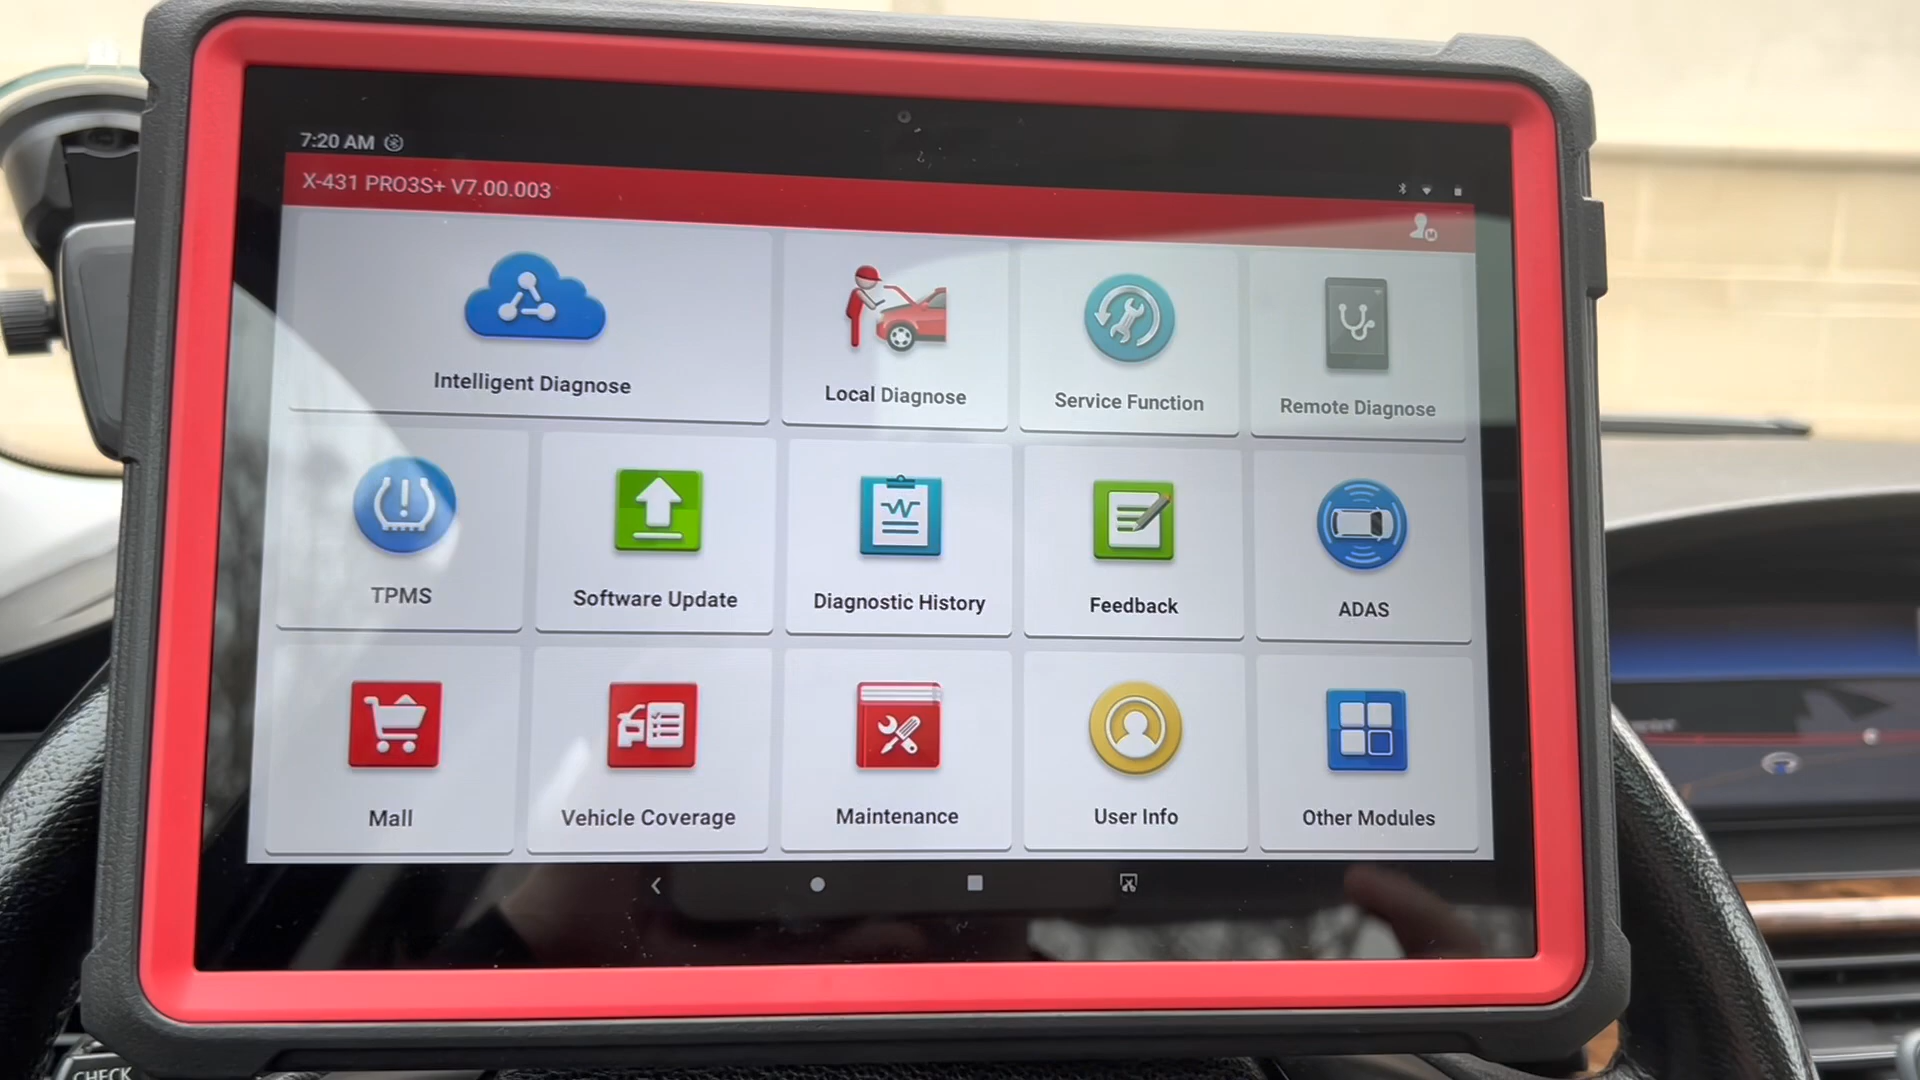 7:20 AM
X-431 PRO3S+ V7.00.003
Intelligent Diagnose
Local Diagnose
Service Function
Remote Diagnose
TPMS
Software Update
Diagnostic History
Feedback
ADAS
Mall
Vehicle Coverage
Maintenance
User Info
Other Modules
CHECK